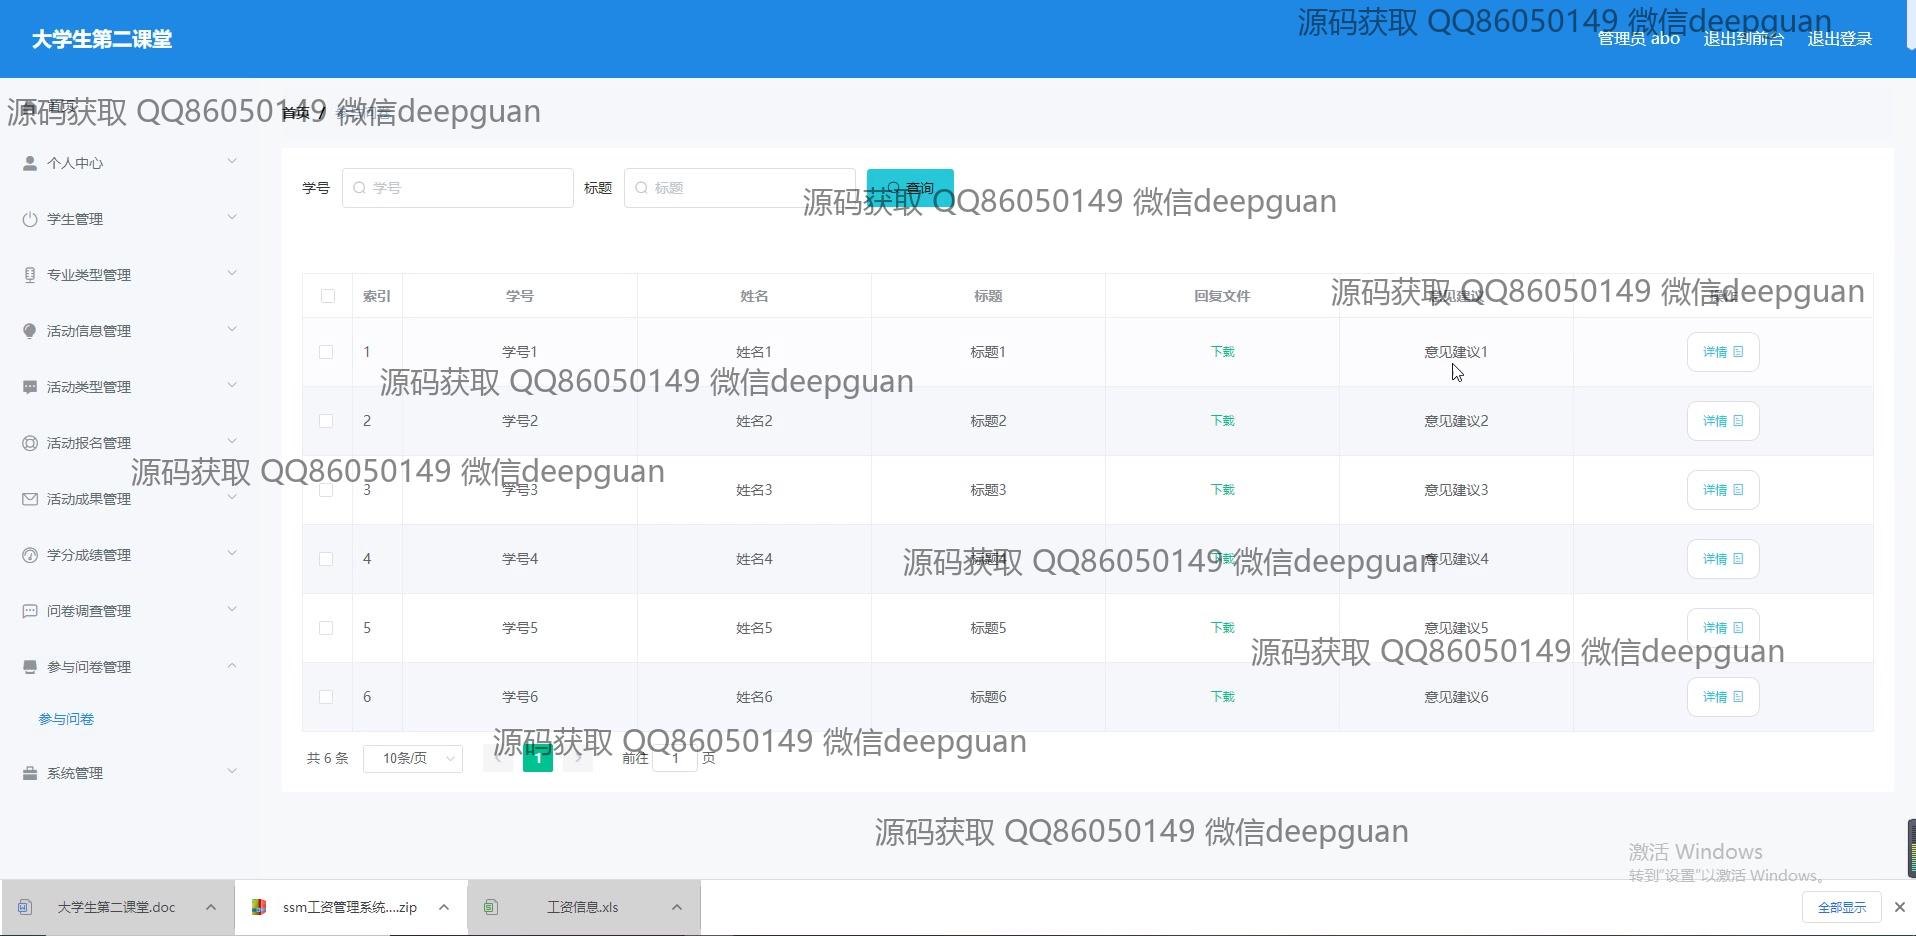 大学生第二课堂
源码获取 QQ86050149 微信deepguan
管理员 abo 退出到前台 退出登录
源码获取 QQ86050149 微信deepguan
首页
首页 / 参与问卷
个人中心
学生管理
专业类型管理
活动信息管理
活动类型管理
活动报名管理
活动成果管理
学分成绩管理
问卷调查管理
参与问卷管理
参与问卷
系统管理
学号 学号 标题 标题 查询
源码获取 QQ86050149 微信deepguan
索引 学号 姓名 标题 回复文件 意见建议 操作
源码获取 QQ86050149 微信deepguan
1 学号1 姓名1 标题1 下载 意见建议1 详情
源码获取 QQ86050149 微信deepguan
2 学号2 姓名2 标题2 下载 意见建议2 详情
源码获取 QQ86050149 微信deepguan
3 学号3 姓名3 标题3 下载 意见建议3 详情
4 学号4 姓名4 标题4 下载 意见建议4 详情
源码获取 QQ86050149 微信deepguan
5 学号5 姓名5 标题5 下载 意见建议5 详情
源码获取 QQ86050149 微信deepguan
6 学号6 姓名6 标题6 下载 意见建议6 详情
源码获取 QQ86050149 微信deepguan
共 6 条 10条/页 1 前往 1 页
源码获取 QQ86050149 微信deepguan
激活 Windows
转到“设置”以激活 Windows。
大学生第二课堂.doc ssm工资管理系统....zip 工资信息.xls 全部显示